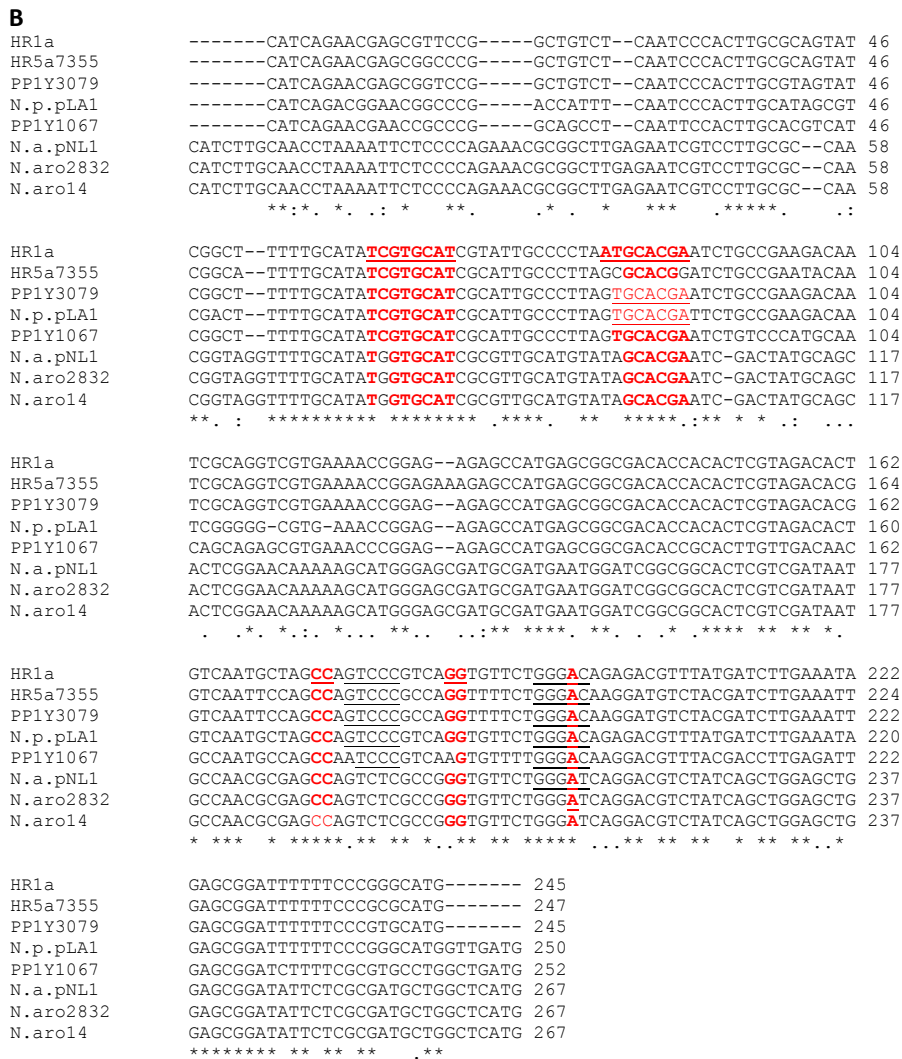 B
HR1a -------CATCAGAACGAGCGTTCCG-----GCTGTCT--CAATCCCACTTGCGCAGTAT 46
HR5a7355 -------CATCAGAACGAGCGGCCCG-----GCTGTCT--CAATCCCACTTGCGCAGTAT 46
PP1Y3079 -------CATCAGAACGAGCGGCCCG-----GCTGTCT--CAATCCCACTTGCGTAGTAT 46
N.p.pLA1 -------CATCAGACGGAACGGCCCG-----ACCATTT--CAATCCCACTTGCATAGCGT 46
PP1Y1067 -------CATCAGAACGAACCGCCCG-----GCAGCCT--CAATTCCACTTGCACGTCAT 46
N.a.pNL1 CATCTTGCAACCTAAAATTCTCCCCAGAAACGCGGCTTGAGAATCGTCCTTGCGC--CAA 58
N.aro2832 CATCTTGCAACCTAAAATTCTCCCCAGAAACGCGGCTTGAGAATCGTCCTTGCGC--CAA 58
N.aro14 CATCTTGCAACCTAAAATTCTCCCCAGAAACGCGGCTTGAGAATCGTCCTTGCGC--CAA 58
**:*. *. .: * **. .* . * *** .*****. .:
HR1a CGGCT--TTTTGCATATCGTGCATCGTATTGCCCCTAATGCACGAATCTGCCGAAGACAA 104
HR5a7355 CGGCA--TTTTGCATATCGTGCATCGCATTGCCCTTAGCGCACGGATCTGCCGAATACAA 104
PP1Y3079 CGGCT--TTTTGCATATCGTGCATCGCATTGCCCTTAGTGCACGAATCTGCCGAAGACAA 104
N.p.pLA1 CGACT--TTTTGCATATCGTGCATCGCATTGCCCTTAGTGCACGATTCTGCCGAAGACAA 104
PP1Y1067 CGGCT--TTTTGCATATCGTGCATCGCATTGCCCTTAGTGCACGAATCTGTCCCATGCAA 104
N.a.pNL1 CGGTAGGTTTTGCATATGGTGCATCGCGTTGCATGTATAGCACGAATC-GACTATGCAGC 117
N.aro2832 CGGTAGGTTTTGCATATGGTGCATCGCGTTGCATGTATAGCACGAATC-GACTATGCAGC 117
N.aro14 CGGTAGGTTTTGCATATGGTGCATCGCGTTGCATGTATAGCACGAATC-GACTATGCAGC 117
**. : ********** ******** .****. ** *****.:** * * .: ...
HR1a TCGCAGGTCGTGAAAACCGGAG--AGAGCCATGAGCGGCGACACCACACTCGTAGACACT 162
HR5a7355 TCGCAGGTCGTGAAAACCGGAGAAAGAGCCATGAGCGGCGACACCACACTCGTAGACACG 164
PP1Y3079 TCGCAGGTCGTGAAAACCGGAG--AGAGCCATGAGCGGCGACACCACACTCGTAGACACG 162
N.p.pLA1 TCGGGGG-CGTG-AAACCGGAG--AGAGCCATGAGCGGCGACACCACACTCGTAGACACT 160
PP1Y1067 CAGCAGAGCGTGAAACCCGGAG--AGAGCCATGAGCGGCGACACCGCACTTGTTGACAAC 162
N.a.pNL1 ACTCGGAACAAAAAGCATGGGAGCGATGCGATGAATGGATCGGCGGCACTCGTCGATAAT 177
N.aro2832 ACTCGGAACAAAAAGCATGGGAGCGATGCGATGAATGGATCGGCGGCACTCGTCGATAAT 177
N.aro14 ACTCGGAACAAAAAGCATGGGAGCGATGCGATGAATGGATCGGCGGCACTCGTCGATAAT 177
. .*. *.:. * ... **.. ..:** ****. **. . .* .**** ** ** *.
HR1a GTCAATGCTAGCCAGTCCCGTCAGGTGTTCTGGGACAGAGACGTTTATGATCTTGAAATA 222
HR5a7355 GTCAATTCCAGCCAGTCCCGCCAGGTTTTCTGGGACAAGGATGTCTACGATCTTGAAATT 224
PP1Y3079 GTCAATTCCAGCCAGTCCCGCCAGGTTTTCTGGGACAAGGATGTCTACGATCTTGAAATT 222
N.p.pLA1 GTCAATGCTAGCCAGTCCCGTCAGGTGTTCTGGGACAGAGACGTTTATGATCTTGAAATA 220
PP1Y1067 GCCAATGCCAGCCAATCCCGTCAAGTGTTTTGGGACAAGGACGTTTACGACCTTGAGATT 222
N.a.pNL1 GCCAACGCGAGCCAGTCTCGCCGGGTGTTCTGGGATCAGGACGTCTATCAGCTGGAGCTG 237
N.aro2832 GCCAACGCGAGCCAGTCTCGCCGGGTGTTCTGGGATCAGGACGTCTATCAGCTGGAGCTG 237
N.aro14 GCCAACGCGAGCCAGTCTCGCCGGGTGTTCTGGGATCAGGACGTCTATCAGCTGGAGCTG 237
* *** * *****.** ** *..** ** ***** ...** ** ** * ** **..*
HR1a GAGCGGATTTTTTCCCGGGCATG------- 245
HR5a7355 GAGCGGATTTTTTCCCGCGCATG------- 247
PP1Y3079 GAGCGGATTTTTTCCCGTGCATG------- 245
N.p.pLA1 GAGCGGATTTTTTCCCGGGCATGGTTGATG 250
PP1Y1067 GAGCGGATCTTTTCGCGTGCCTGGCTGATG 252
N.a.pNL1 GAGCGGATATTCTCGCGATGCTGGCTCATG 267
N.aro2832 GAGCGGATATTCTCGCGATGCTGGCTCATG 267
N.aro14 GAGCGGATATTCTCGCGATGCTGGCTCATG 267
******** ** ** ** .**